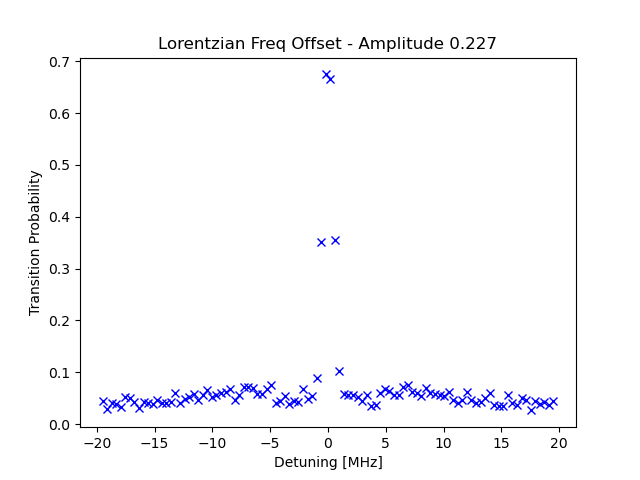 Lorentzian Freq Offset - Amplitude 0.227
0.7
0.6
0.5
0.4
0.3
0.2
0.1
0.0
Transition Probability
−20 −15 −10 −5 0 5 10 15 20
Detuning [MHz]